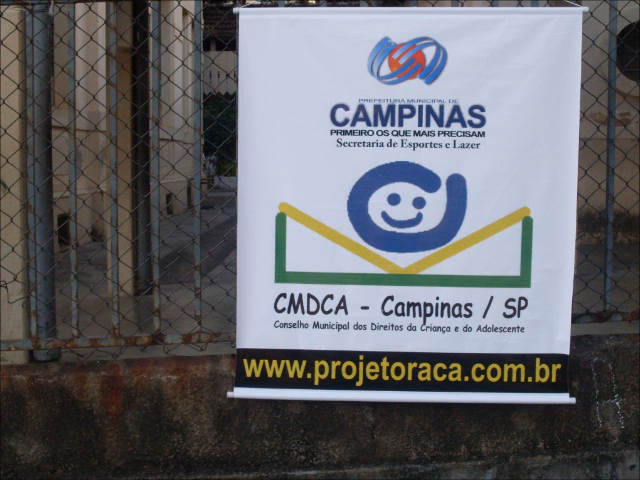 PREFEITURA MUNICIPAL DE
CAMPINAS
PRIMEIRO OS QUE MAIS PRECISAM
Secretaria de Esportes e Lazer
CMDCA - Campinas / SP
Conselho Municipal dos Direitos da Criança e do Adolescente
www.projetoraca.com.br